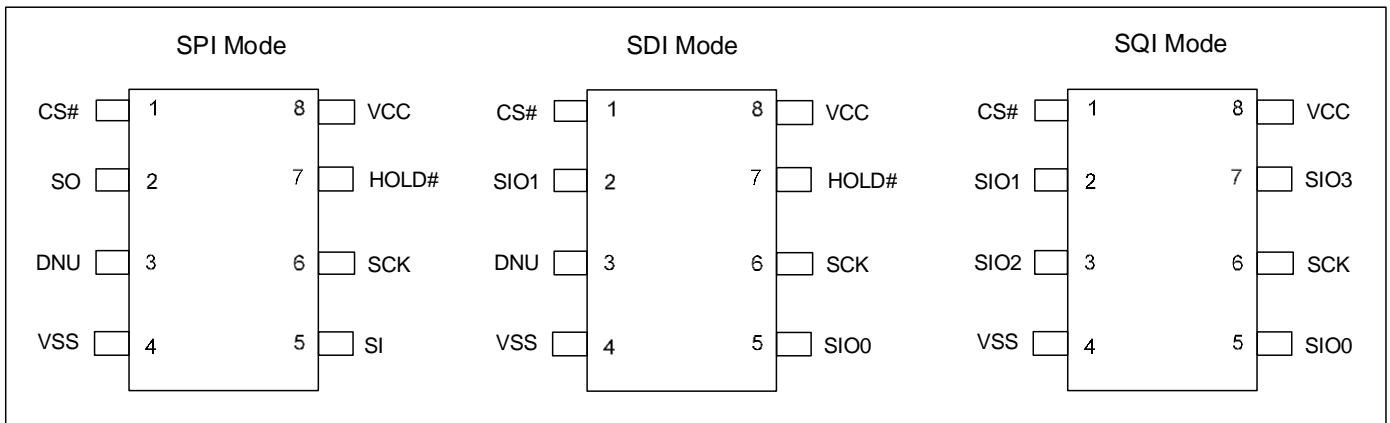 SPI Mode
CS# 1 8 VCC
SO 2 7 HOLD#
DNU 3 6 SCK
VSS 4 5 SI
SDI Mode
CS# 1 8 VCC
SIO1 2 7 HOLD#
DNU 3 6 SCK
VSS 4 5 SIO0
SQI Mode
CS# 1 8 VCC
SIO1 2 7 SIO3
SIO2 3 6 SCK
VSS 4 5 SIO0